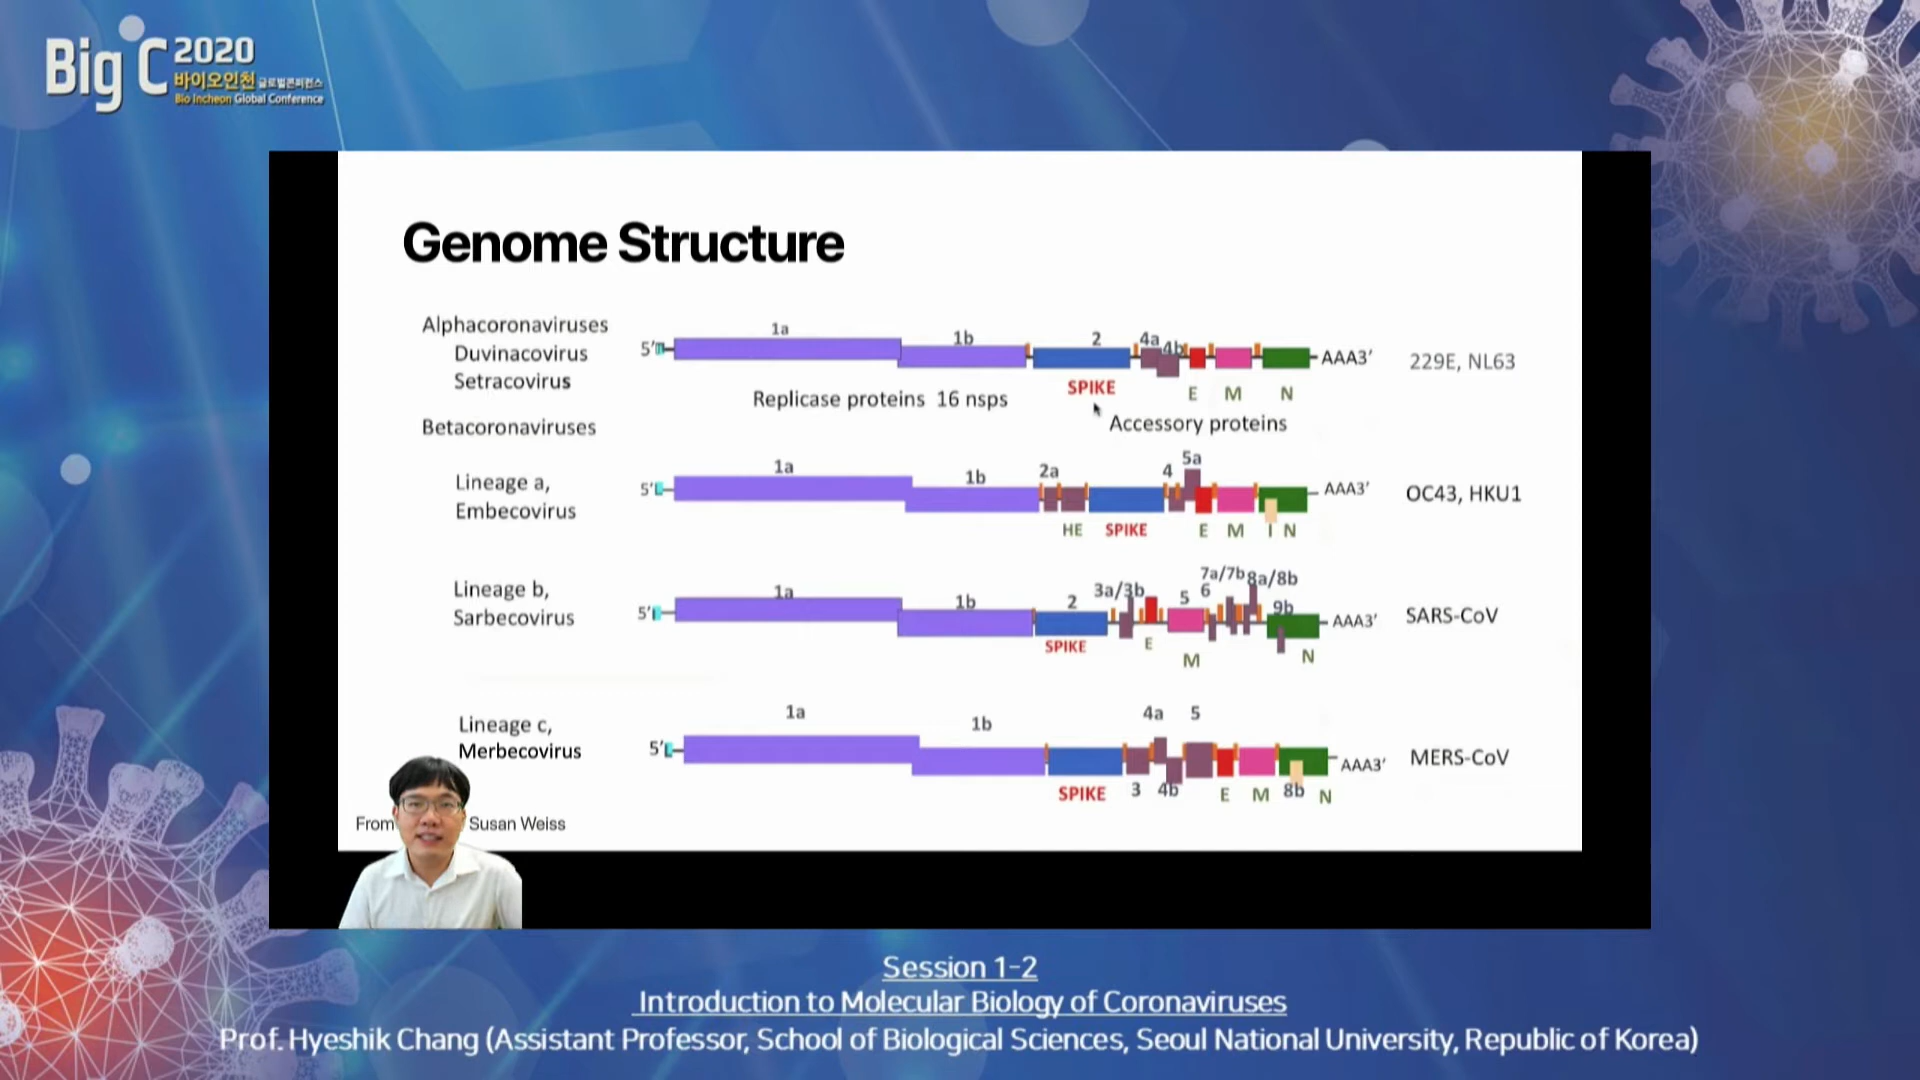 Big C 2020
바이오인천 글로벌콘퍼런스
Bio Incheon Global Conference
Genome Structure
Alphacoronaviruses
Duvinacovirus
Setracovirus
5’ 1a 1b 2 4a 4b AAA3’ 229E, NL63
SPIKE E M N
Replicase proteins 16 nsps
Accessory proteins
Betacoronaviruses
Lineage a,
Embecovirus
5’ 1a 1b 2a 4 5a AAA3’ OC43, HKU1
HE SPIKE E M I N
Lineage b,
Sarbecovirus
5’ 1a 1b 2 3a/3b 5 6 7a/7b 8a/8b 9b AAA3’ SARS-CoV
SPIKE E M N
Lineage c,
Merbecovirus
5’ 1a 1b 4a 5 AAA3’ MERS-CoV
SPIKE 3 4b E M 8b N
From Susan Weiss
Session 1-2
Introduction to Molecular Biology of Coronaviruses
Prof. Hyeshik Chang (Assistant Professor, School of Biological Sciences, Seoul National University, Republic of Korea)